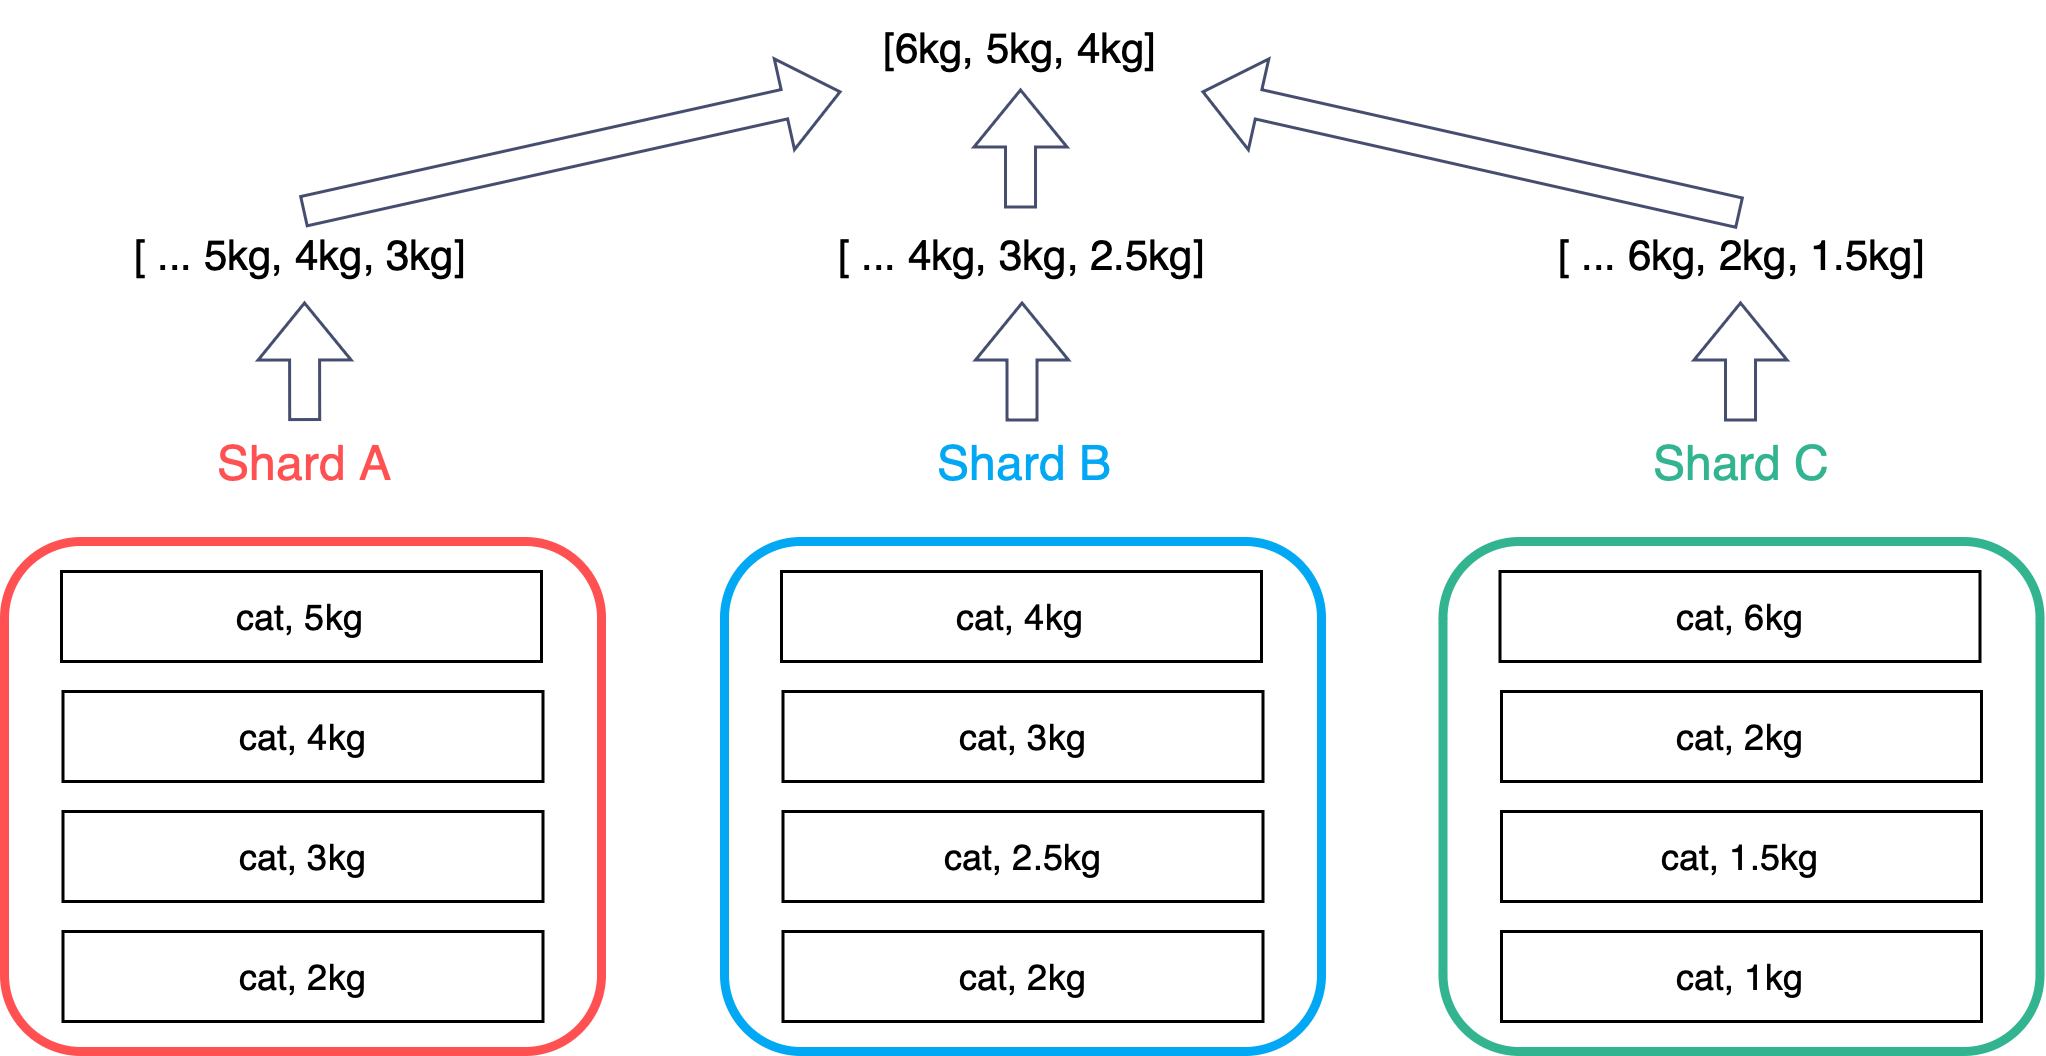 [6kg, 5kg, 4kg]
[ ... 5kg, 4kg, 3kg]
[ ... 4kg, 3kg, 2.5kg]
[ ... 6kg, 2kg, 1.5kg]
Shard A
Shard B
Shard C
cat, 5kg
cat, 4kg
cat, 3kg
cat, 2kg
cat, 4kg
cat, 3kg
cat, 2.5kg
cat, 2kg
cat, 6kg
cat, 2kg
cat, 1.5kg
cat, 1kg